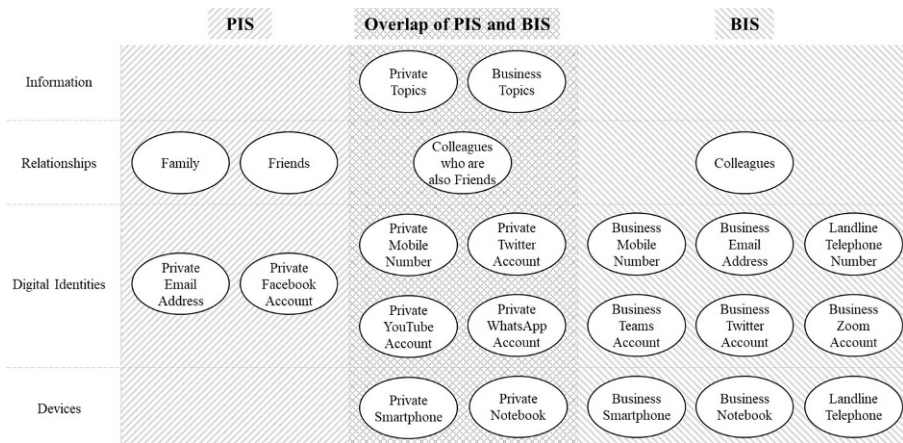 PIS
Overlap of PIS and BIS
BIS
Information
Private
Topics
Business
Topics
Relationships
Family
Friends
Colleagues
who are
also Friends
Colleagues
Digital Identities
Private
Email
Address
Private
Facebook
Account
Private
Mobile
Number
Private
Twitter
Account
Business
Mobile
Number
Business
Email
Address
Landline
Telephone
Number
Private
YouTube
Account
Private
WhatsApp
Account
Business
Teams
Account
Business
Twitter
Account
Business
Zoom
Account
Devices
Private
Smartphone
Private
Notebook
Business
Smartphone
Business
Notebook
Landline
Telephone